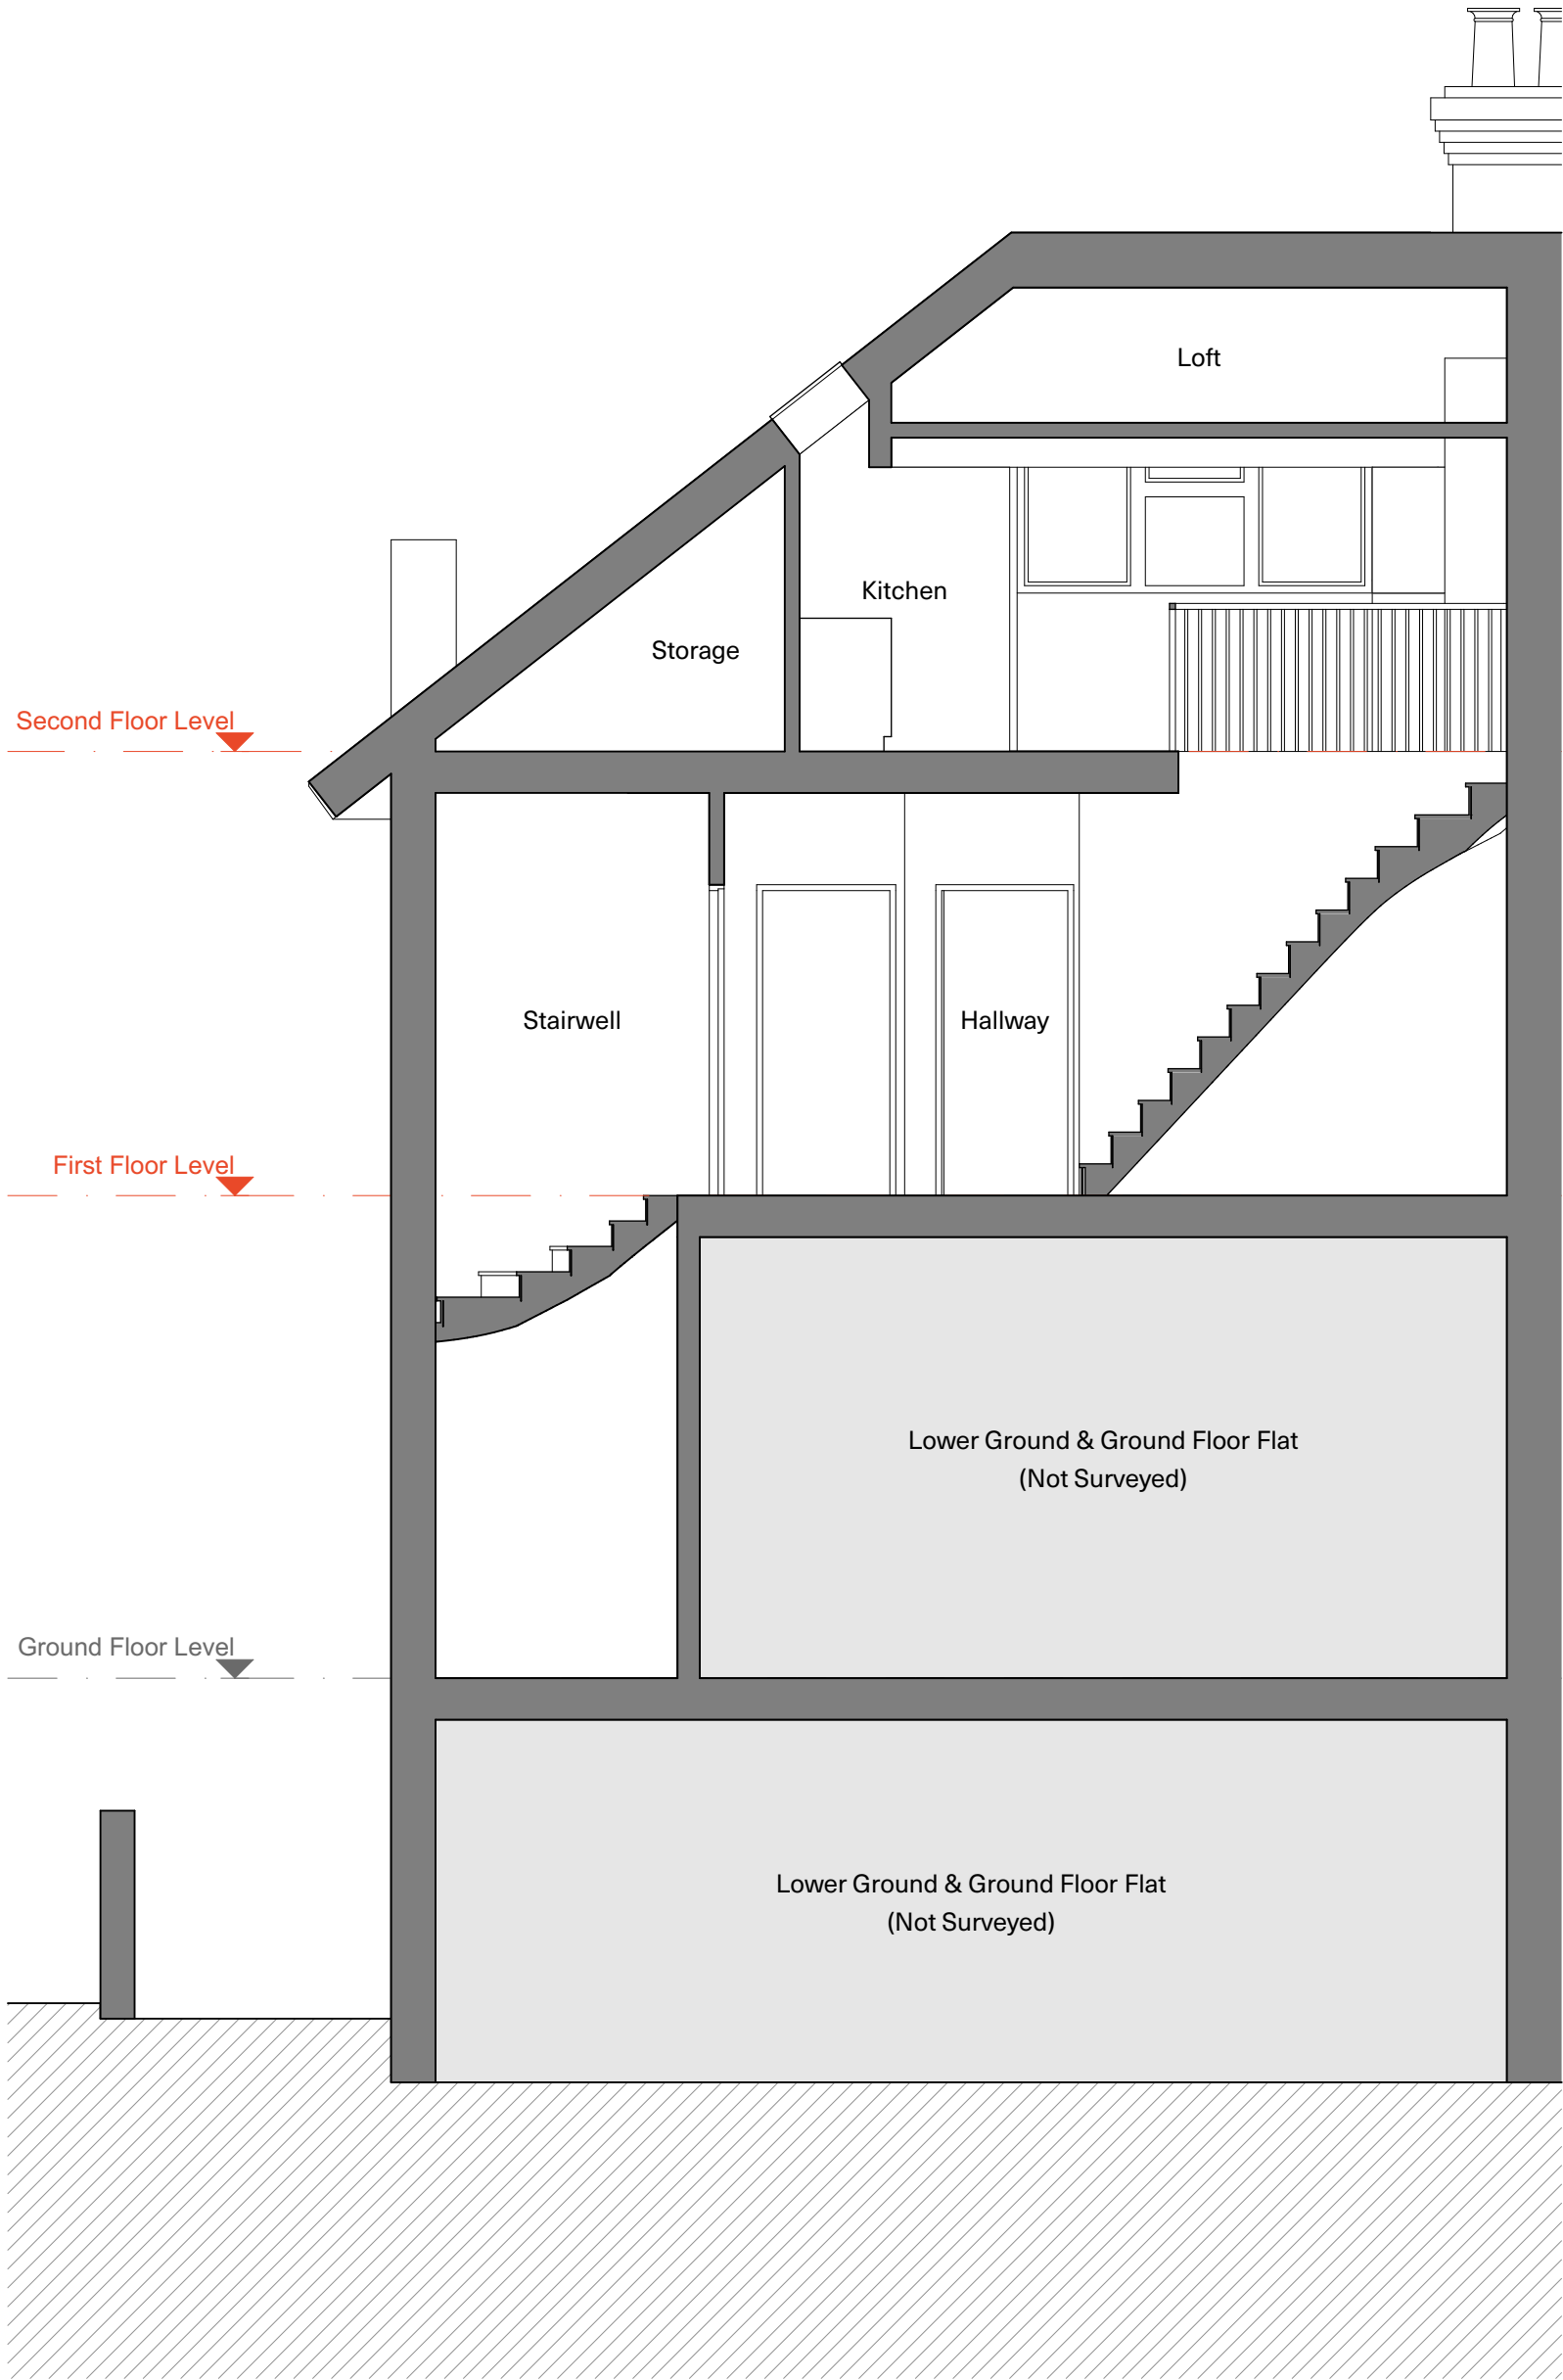 Loft
Kitchen
Storage
Second Floor Level
Stairwell
Hallway
First Floor Level
Lower Ground & Ground Floor Flat
(Not Surveyed)
Ground Floor Level
Lower Ground & Ground Floor Flat
(Not Surveyed)